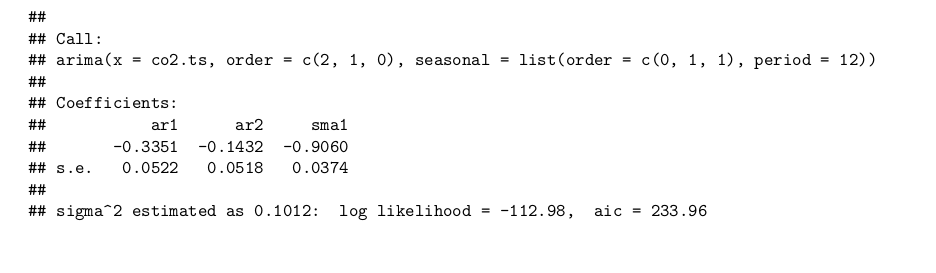 ##
## Call:
## arima(x = co2.ts, order = c(2, 1, 0), seasonal = list(order = c(0, 1, 1), period = 12))
##
## Coefficients:
##           ar1      ar2     sma1
##       -0.3351  -0.1432  -0.9060
## s.e.   0.0522   0.0518   0.0374
##
## sigma^2 estimated as 0.1012:  log likelihood = -112.98,  aic = 233.96